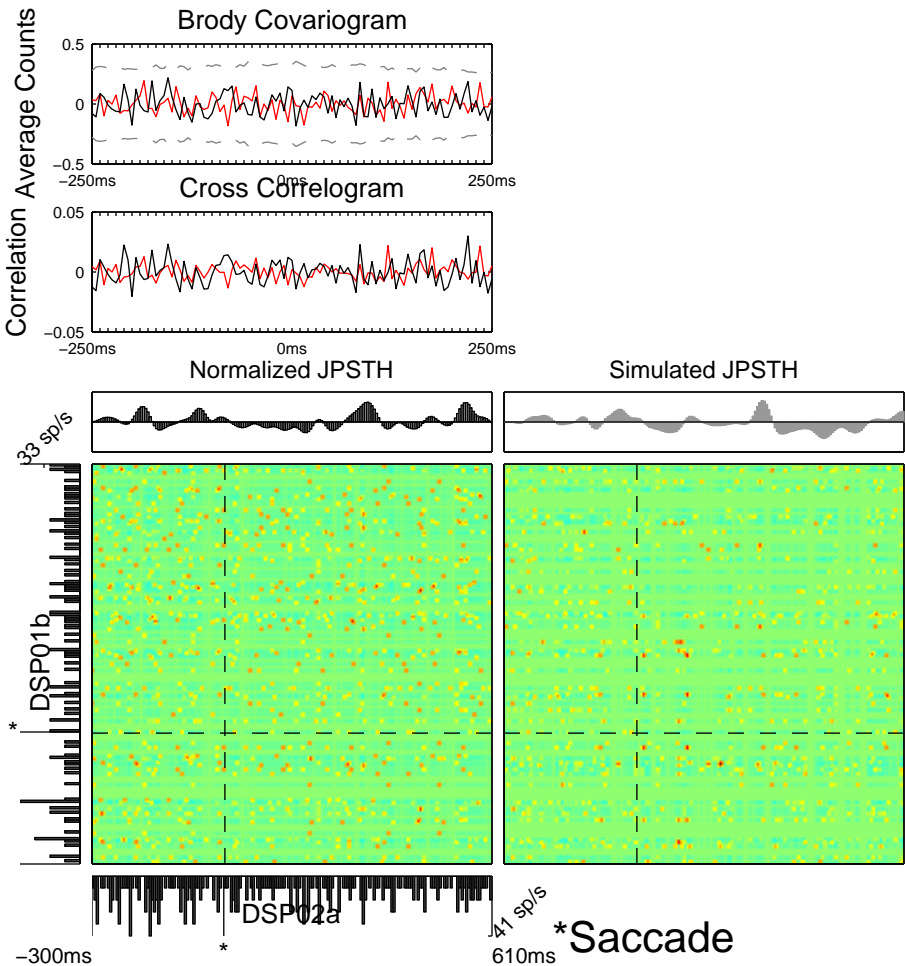 Brody Covariogram
Average Counts
0.5
0
−0.5
−250ms
0ms
250ms
Cross Correlogram
Correlation
0.05
0
−0.05
−250ms
0ms
250ms
Normalized JPSTH
Simulated JPSTH
33 sp/s
DSP01b
*
DSP02a
*
41 sp/s
*Saccade
−300ms
610ms